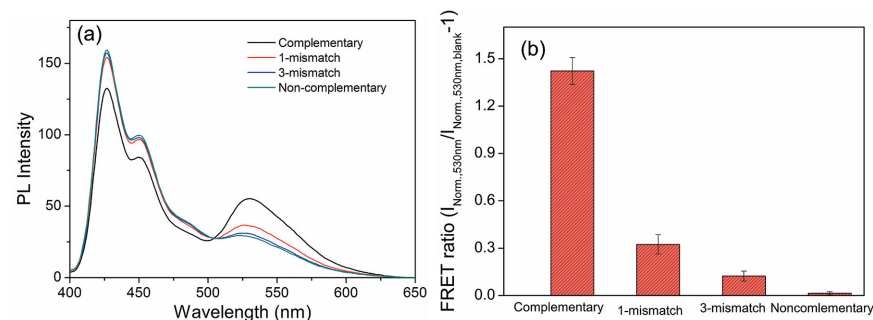 (a)
Complementary
1-mismatch
3-mismatch
Non-complementary
PL Intensity
150
100
50
0
400 450 500 550 600 650
Wavelength (nm)
(b)
FRET ratio (I Norm.,530nm/I Norm.,530nm,blank-1)
1.5
1.2
0.9
0.6
0.3
0.0
Complementary 1-mismatch 3-mismatch Noncomlementary